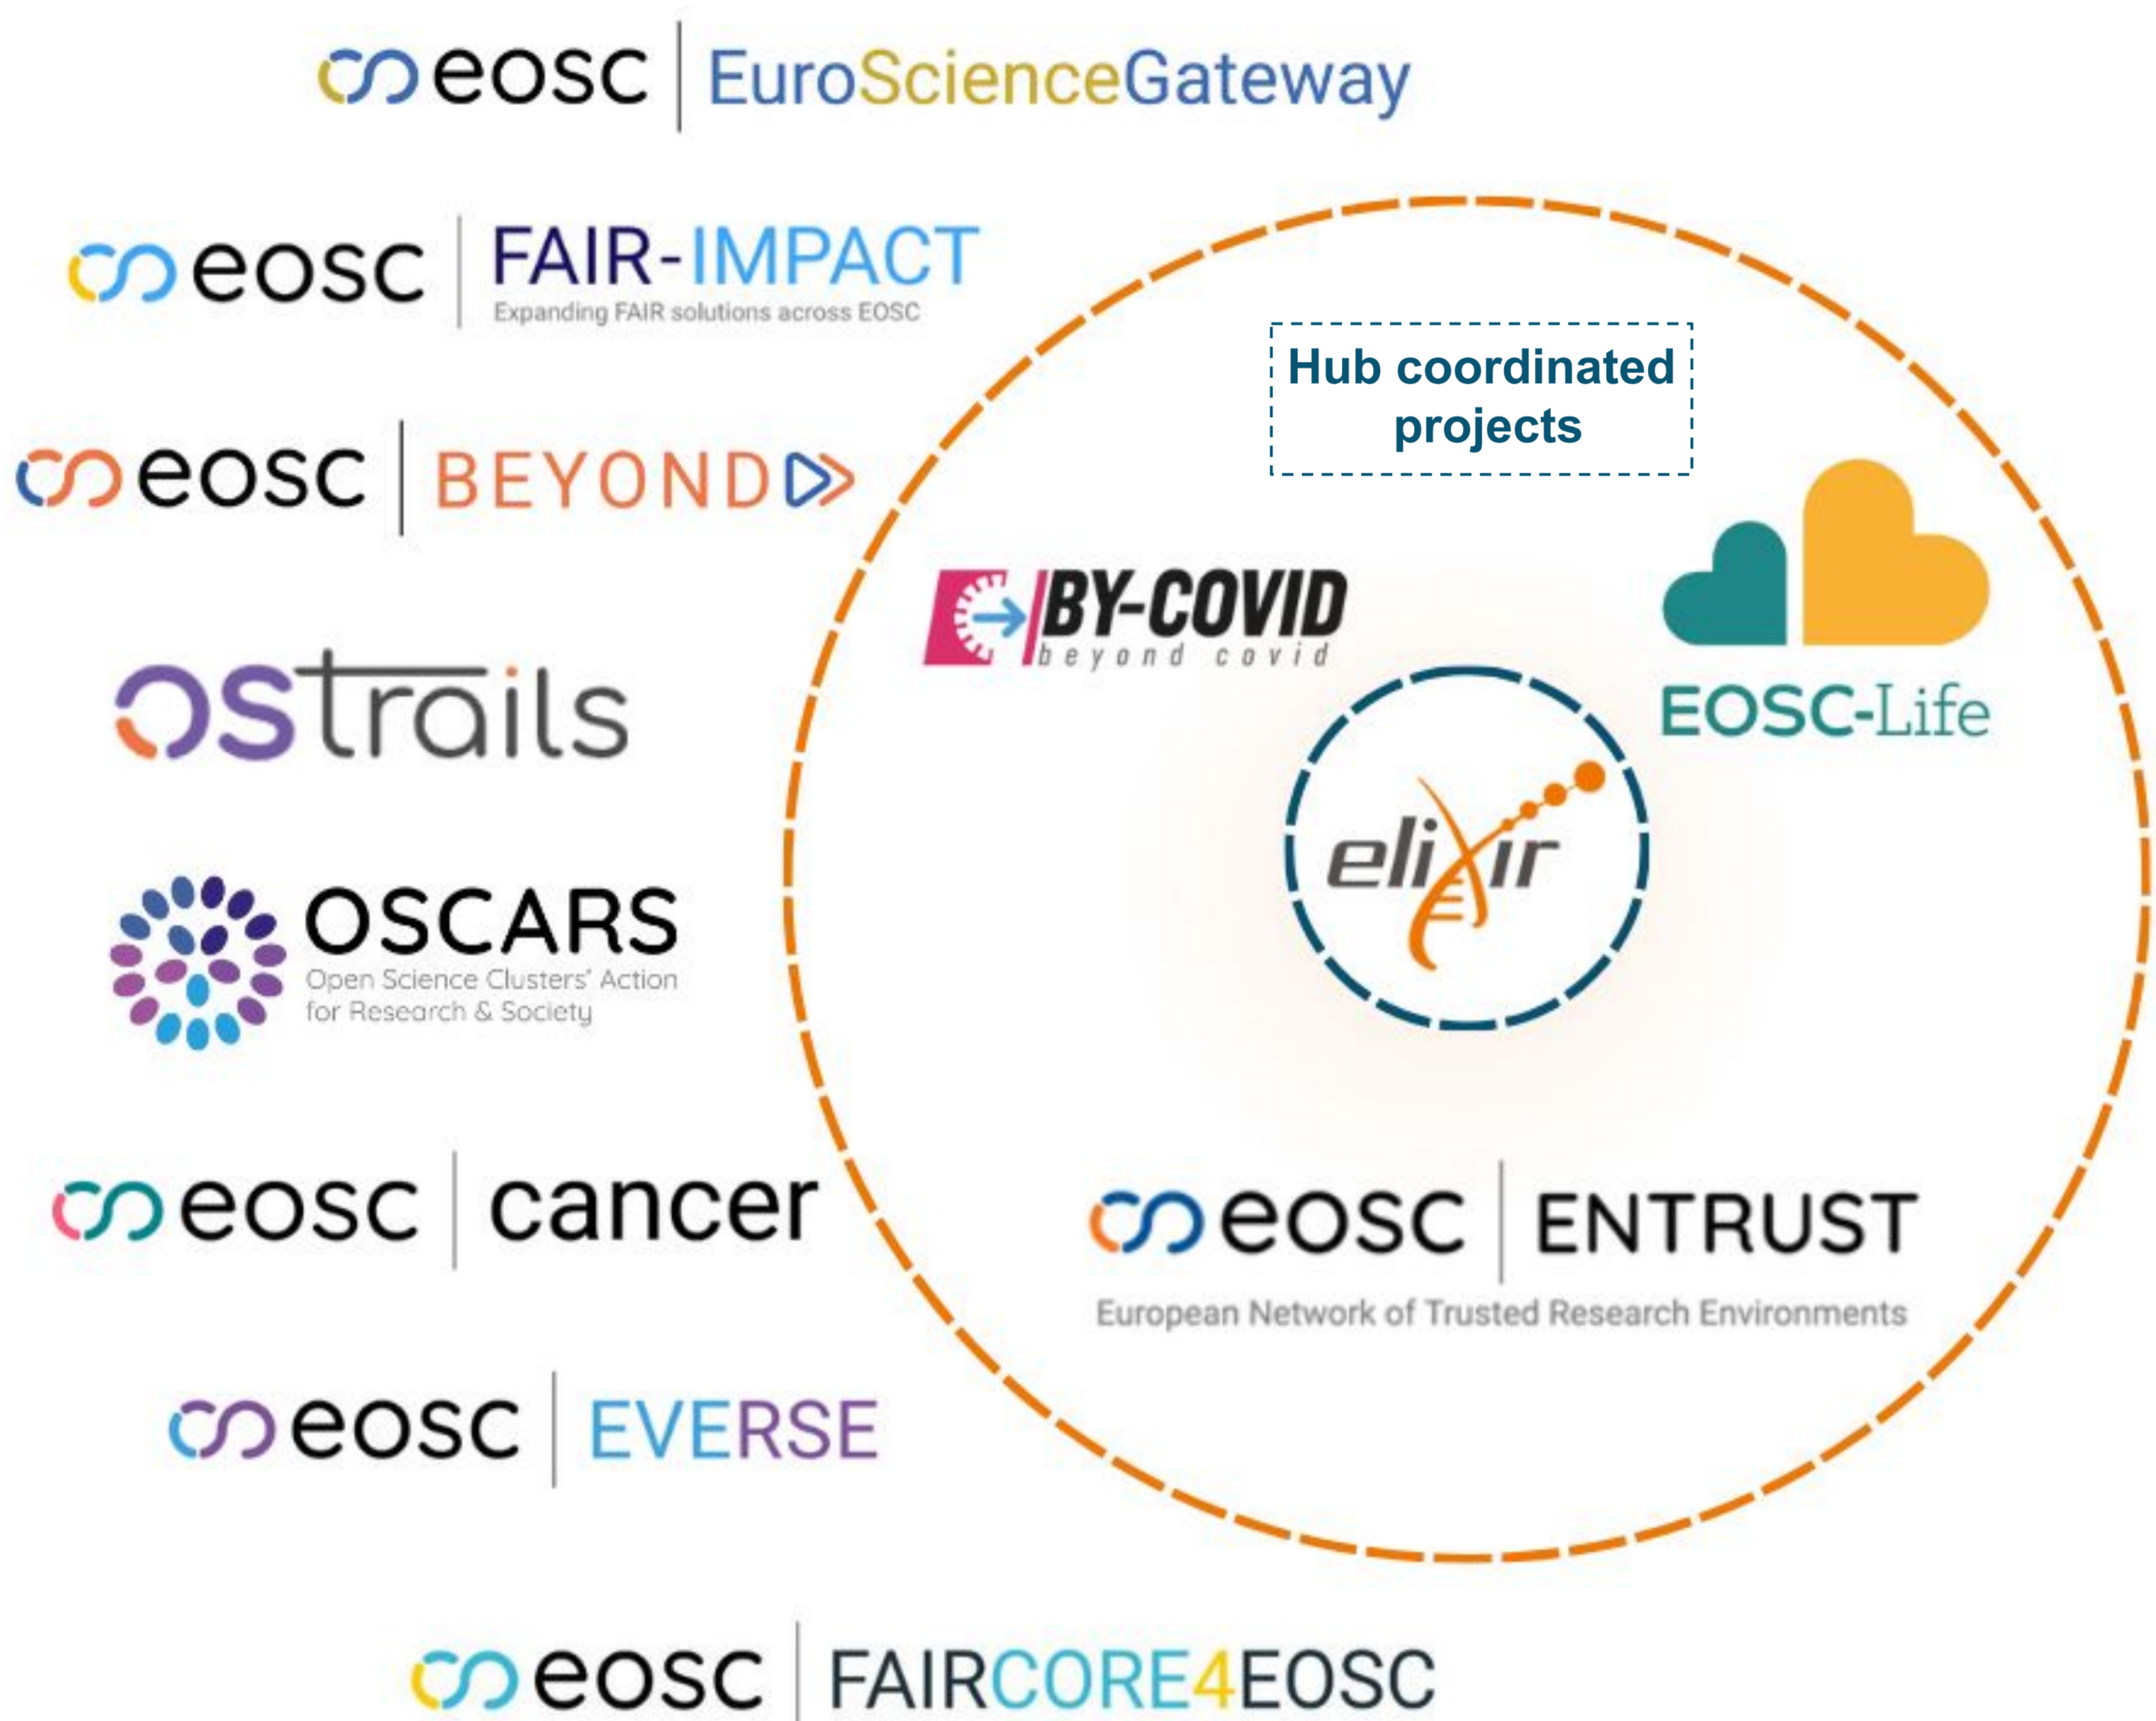 eosc | EuroScienceGateway
eosc | FAIR-IMPACT
Expanding FAIR solutions across EOSC
Hub coordinated
projects
eosc | BEYOND
BY-COVID
beyond covid
EOSC-Life
OSTrails
elixir
OSCARS
Open Science Clusters' Action
for Research & Society
eosc | cancer
eosc | ENTRUST
European Network of Trusted Research Environments
eosc | EVERSE
eosc | FAIRCORE4EOSC